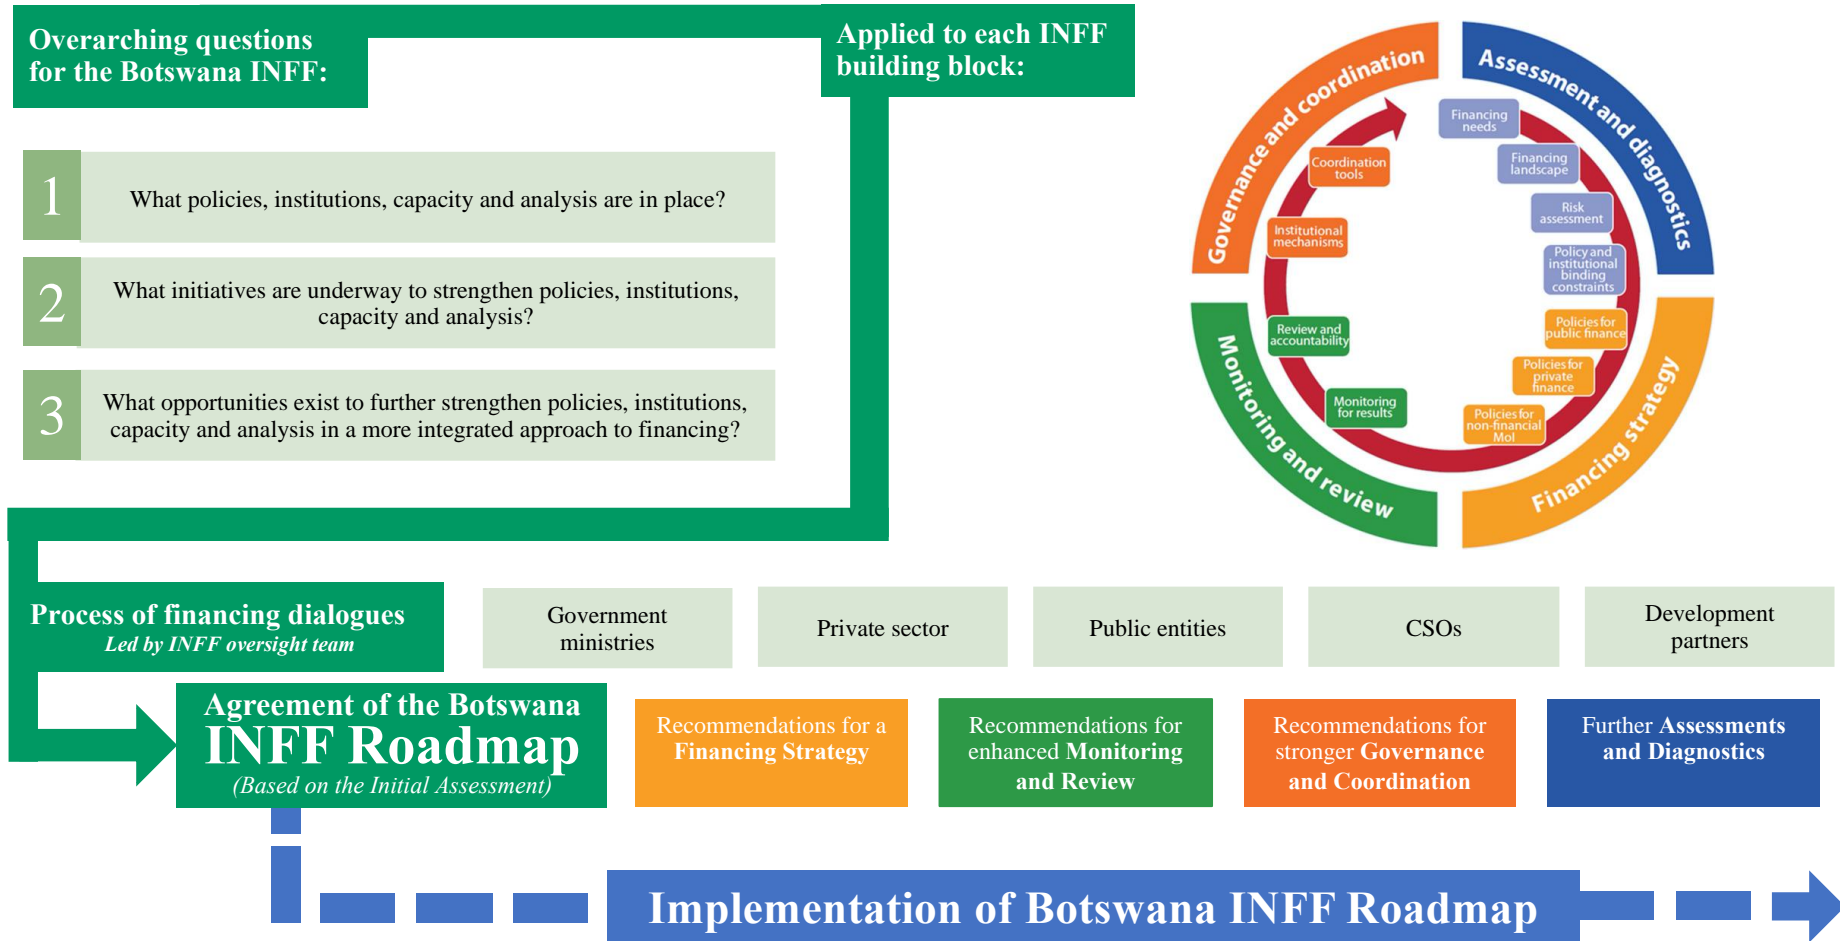 Overarching questions
for the Botswana INFF:
Applied to each INFF
building block:
1
What policies, institutions, capacity and analysis are in place?
2
What initiatives are underway to strengthen policies, institutions,
capacity and analysis?
3
What opportunities exist to further strengthen policies, institutions,
capacity and analysis in a more integrated approach to financing?
Assessment and diagnostics
Financing
needs
Financing
landscape
Risk
assessment
Policy and
institutional
binding
constraints
Financing strategy
Policies for
public finance
Policies for
private
finance
Policies for
non-financial
MoI
Monitoring and review
Monitoring
for results
Review and
accountability
Governance and coordination
Institutional
mechanisms
Coordination
tools
Process of financing dialogues
Led by INFF oversight team
Government
ministries
Private sector
Public entities
CSOs
Development
partners
Agreement of the Botswana
INFF Roadmap
(Based on the Initial Assessment)
Recommendations for a
Financing Strategy
Recommendations for
enhanced Monitoring
and Review
Recommendations for
stronger Governance
and Coordination
Further Assessments
and Diagnostics
Implementation of Botswana INFF Roadmap